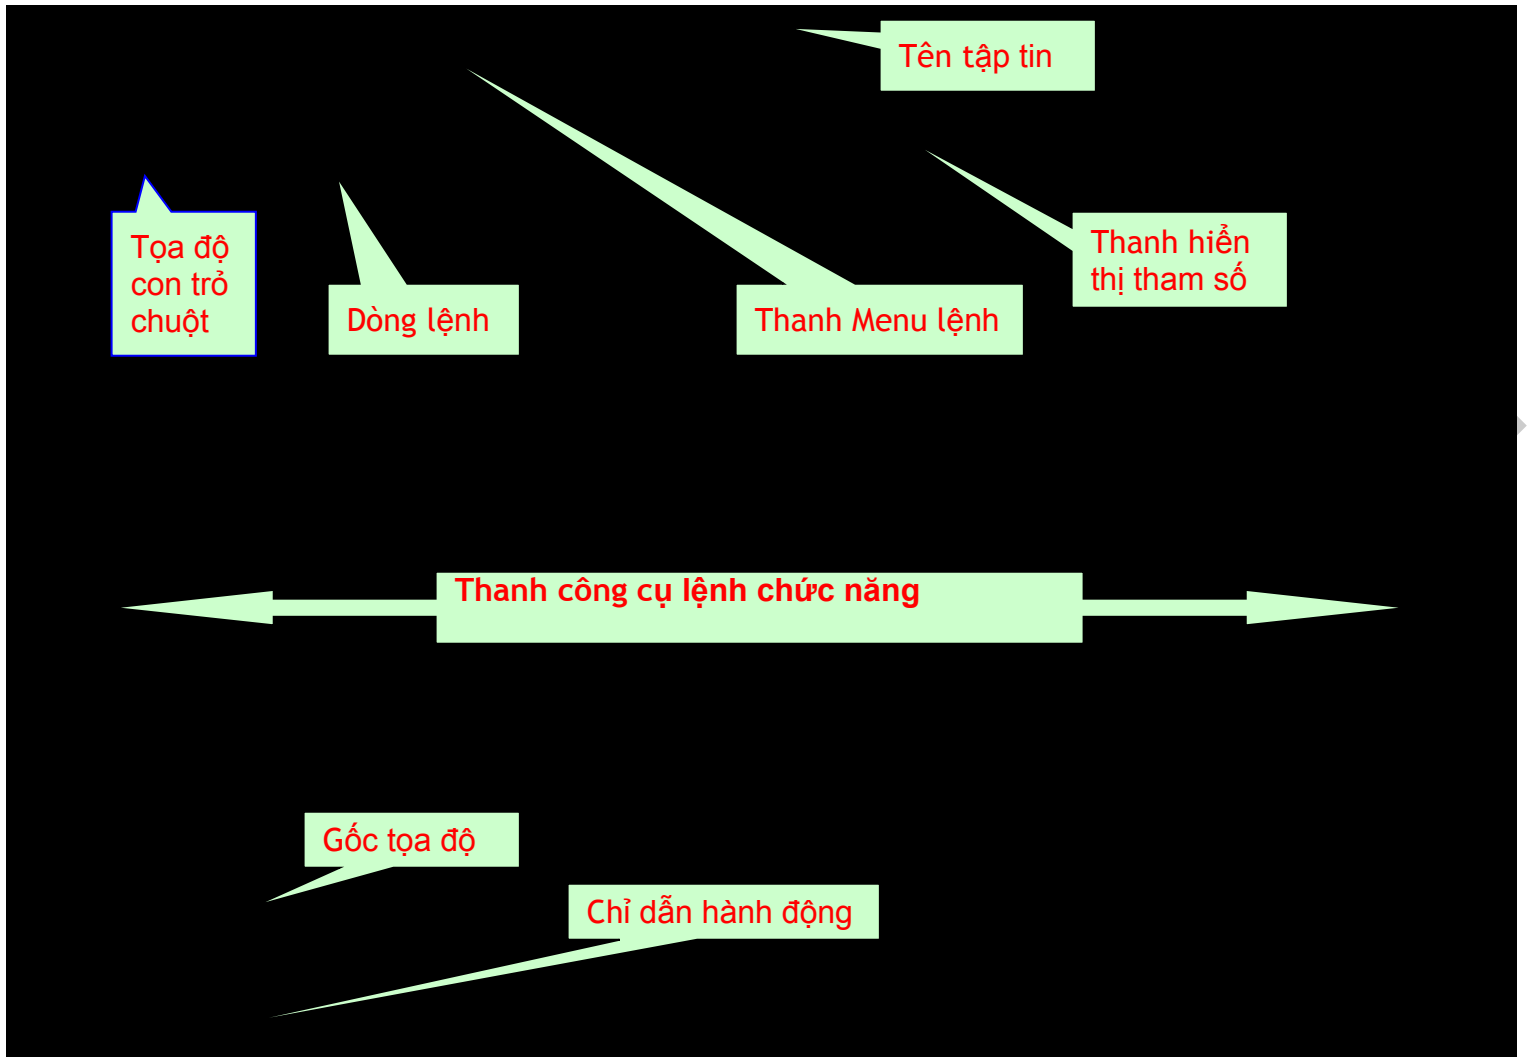 Tên tập tin
Thanh hiển
thị tham số
Tọa độ
con trỏ
chuột
Dòng lệnh
Thanh Menu lệnh
Thanh công cụ lệnh chức năng
Gốc tọa độ
Chỉ dẫn hành động